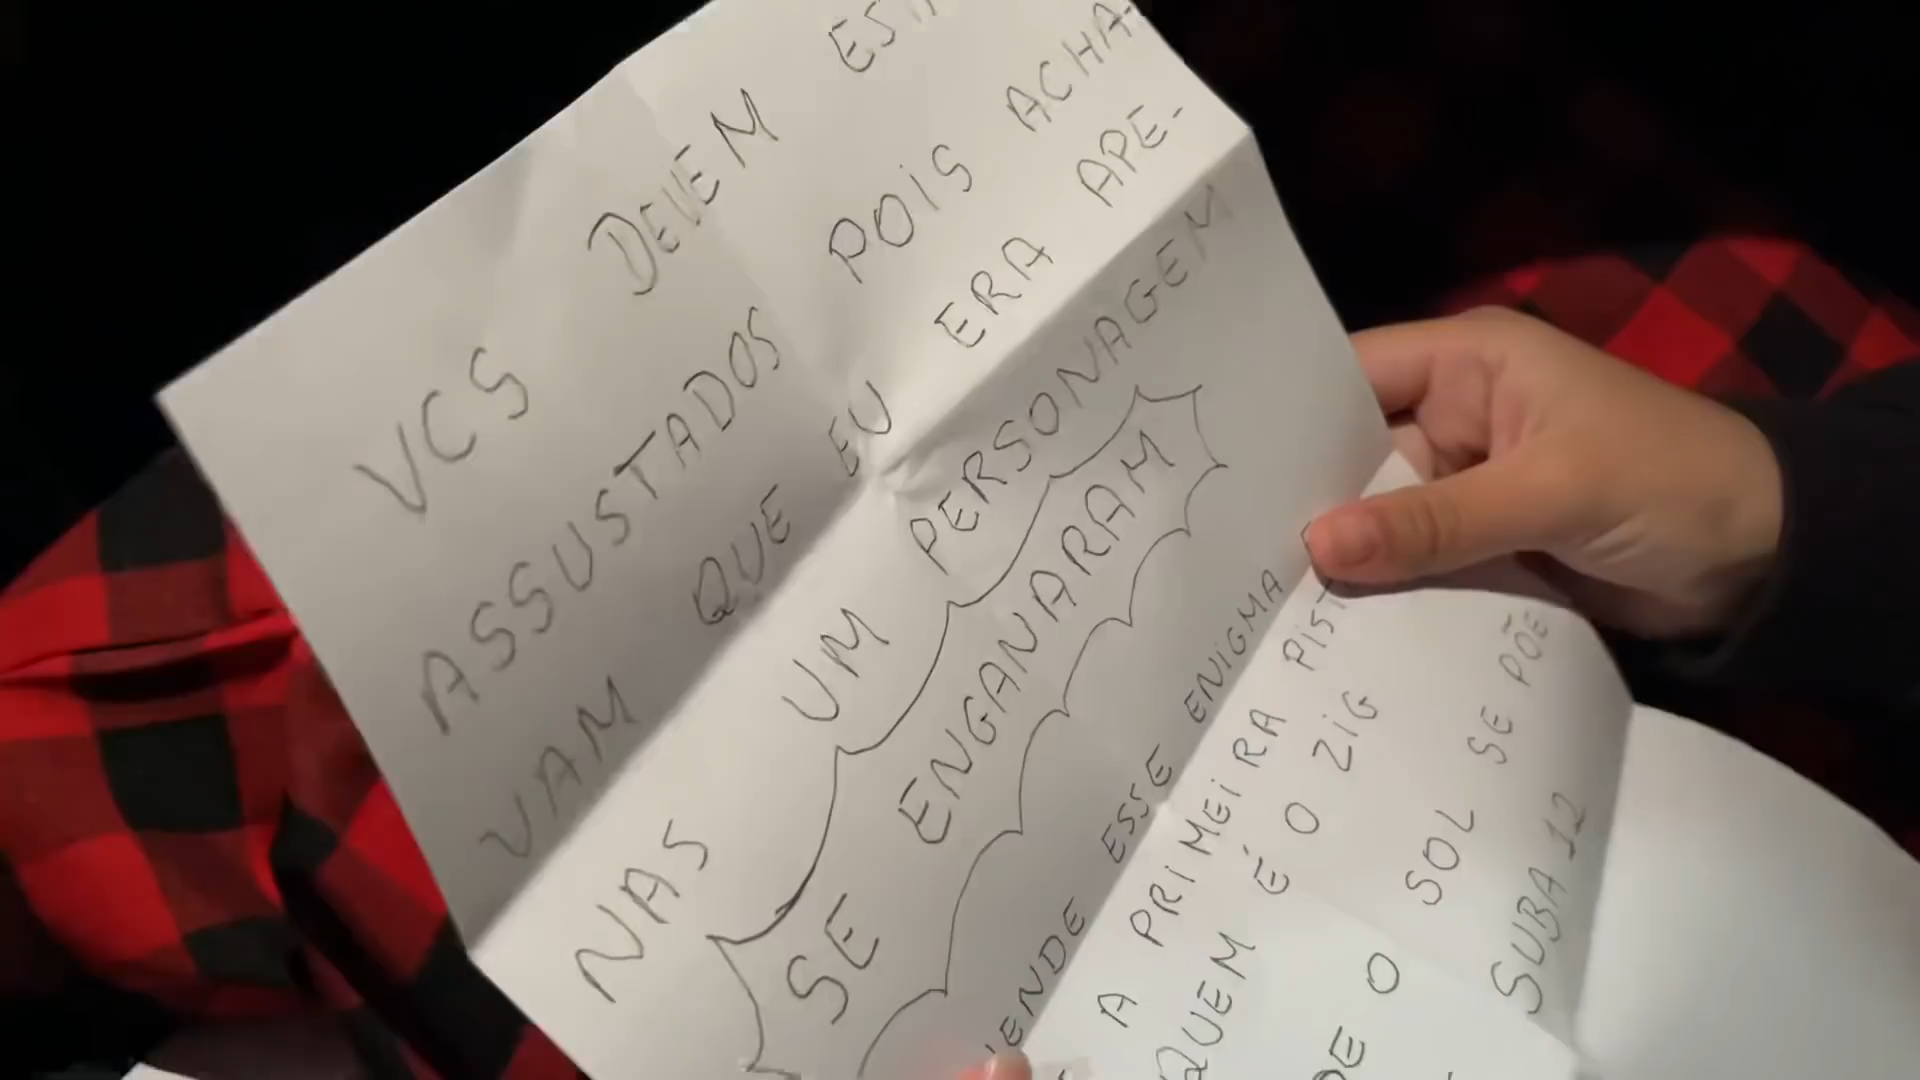 VCS DEVEM
ASSUSTADOS POIS ACHA-
VAM QUE EU ERA APE-
NAS UM PERSONAGEM
SE ENGANARAM
ESSE ENIGMA
A PRIMEIRA
QUEM É O ZIG
O SOL SE PÕE
SUBA 12